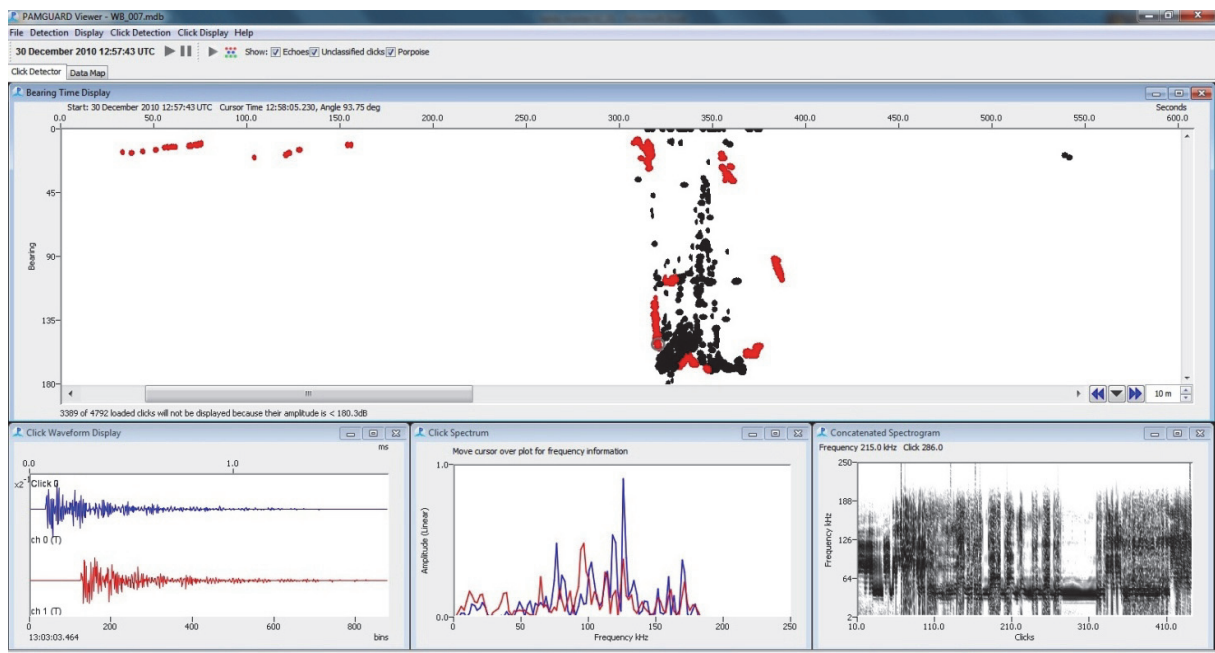 PAMGUARD Viewer - WB_007.mdb
File Detection Display Click Detection Click Display Help
30 December 2010 12:57:43 UTC Show: Echoes Unclassified clicks Porpoise
Click Detector Data Map
Bearing Time Display
Start: 30 December 2010 12:57:43 UTC Cursor Time 12:58:05.230, Angle 93.75 deg Seconds
0.0 50.0 100.0 150.0 200.0 250.0 300.0 350.0 400.0 450.0 500.0 550.0 600.0
0
45
90
135
180
Bearing
10 m
3389 of 4792 loaded clicks will not be displayed because their amplitude is < 180.3dB
Click Waveform Display
ms
0.0 1.0
x2^-1
Click 0
ch 0 (T)
ch 1 (T)
0 200 400 600 800
13:03:03.464 bins
Click Spectrum
Move cursor over plot for frequency information
1.0
Amplitude (Linear)
0.0
0 50 100 150 200 250
Frequency kHz
Concatenated Spectrogram
Frequency 215.0 kHz Click 286.0
250
188
126
64
2
Frequency kHz
10.0 110.0 210.0 310.0 410.0
Clicks